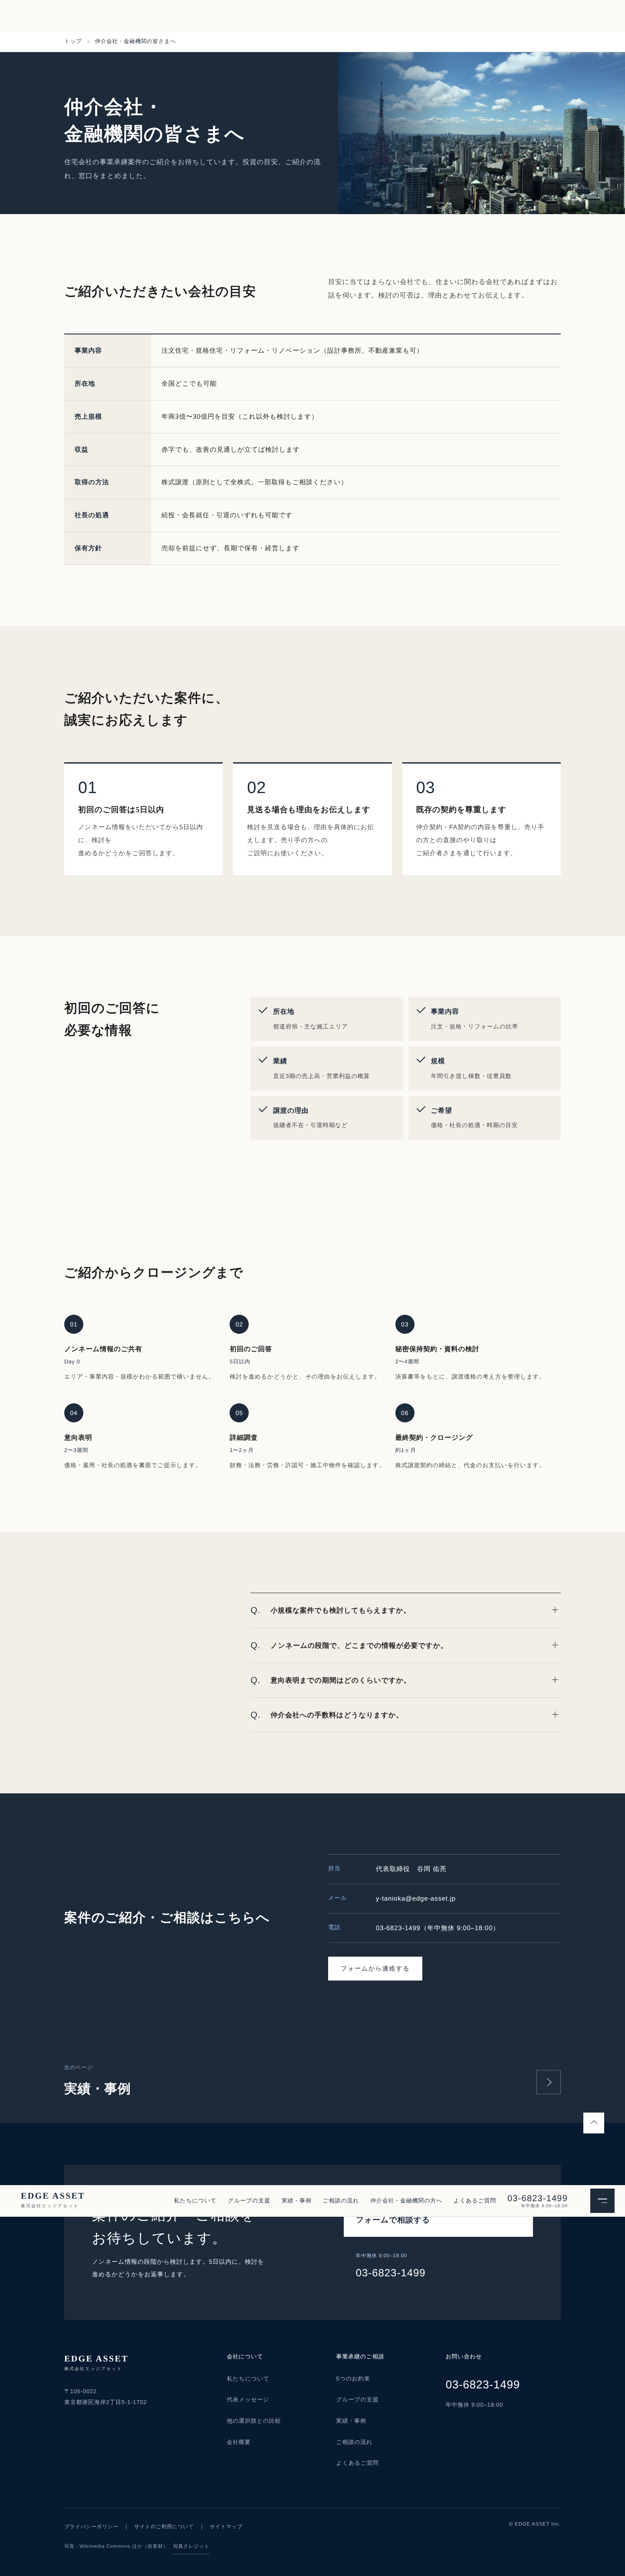 トップ > 仲介会社・金融機関の皆さまへ
仲介会社・
金融機関の皆さまへ
住宅会社の事業承継案件のご紹介をお待ちしています。投資の目安、ご紹介の流
れ、窓口をまとめました。
ご紹介いただきたい会社の目安
目安に当てはまらない会社でも、住まいに関わる会社であればまずはお
話を伺います。検討の可否は、理由とあわせてお伝えします。
事業内容 注文住宅・規格住宅・リフォーム・リノベーション（設計事務所、不動産兼業も可）
所在地 全国どこでも可能
売上規模 年商3億〜30億円を目安（これ以外も検討します）
収益 赤字でも、改善の見通しが立てば検討します
取得の方法 株式譲渡（原則として全株式。一部取得もご相談ください）
社長の処遇 続投・会長就任・引退のいずれも可能です
保有方針 売却を前提にせず、長期で保有・経営します
ご紹介いただいた案件に、
誠実にお応えします
01
初回のご回答は5日以内
ノンネーム情報をいただいてから5日以内
に、検討を
進めるかどうかをご回答します。
02
見送る場合も理由をお伝えします
検討を見送る場合も、理由を具体的にお伝
えします。売り手の方への
ご説明にお使いください。
03
既存の契約を尊重します
仲介契約・FA契約の内容を尊重し、売り手
の方との直接のやり取りは
ご紹介者さまを通じて行います。
初回のご回答に
必要な情報
所在地
都道府県・主な施工エリア
事業内容
注文・規格・リフォームの比率
業績
直近3期の売上高・営業利益の概算
規模
年間引き渡し棟数・従業員数
譲渡の理由
後継者不在・引退時期など
ご希望
価格・社長の処遇・時期の目安
ご紹介からクロージングまで
01
ノンネーム情報のご共有
Day 0
エリア・事業内容・規模がわかる範囲で構いません。
02
初回のご回答
5日以内
検討を進めるかどうかと、その理由をお伝えします。
03
秘密保持契約・資料の検討
2〜4週間
決算書等をもとに、譲渡価格の考え方を整理します。
04
意向表明
2〜3週間
価格・雇用・社長の処遇を書面でご提示します。
05
詳細調査
1〜2ヶ月
財務・法務・労務・許認可・施工中物件を確認します。
06
最終契約・クロージング
約1ヶ月
株式譲渡契約の締結と、代金のお支払いを行います。
Q. 小規模な案件でも検討してもらえますか。
Q. ノンネームの段階で、どこまでの情報が必要ですか。
Q. 意向表明までの期間はどのくらいですか。
Q. 仲介会社への手数料はどうなりますか。
案件のご紹介・ご相談はこちらへ
担当 代表取締役 谷岡 佑亮
メール y-tanioka@edge-asset.jp
電話 03-6823-1499（年中無休 9:00–18:00）
フォームから連絡する
次のページ
実績・事例
EDGE ASSET
株式会社エッジアセット
私たちについて グループの支援 実績・事例 ご相談の流れ 仲介会社・金融機関の方へ よくあるご質問
03-6823-1499
年中無休 9:00–18:00
お待ちしています。
ノンネーム情報の段階から検討します。5日以内に、検討を
進めるかどうかをお返事します。
フォームで相談する
年中無休 9:00–18:00
03-6823-1499
EDGE ASSET
株式会社エッジアセット
〒105-0022
東京都港区海岸2丁目5-1-1702
会社について
私たちについて
代表メッセージ
他の選択肢との比較
会社概要
事業承継のご相談
5つのお約束
グループの支援
実績・事例
ご相談の流れ
よくあるご質問
お問い合わせ
03-6823-1499
年中無休 9:00–18:00
プライバシーポリシー | サイトのご利用について | サイトマップ
© EDGE ASSET Inc.
写真：Wikimedia Commons ほか（仮素材） 写真クレジット